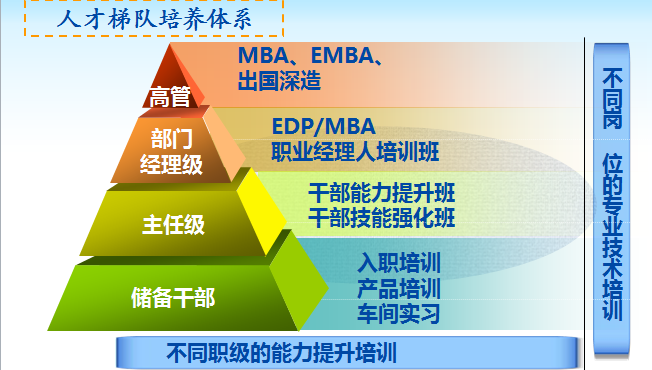 人才梯队培养体系
高管
MBA、EMBA、
出国深造
部门
经理级
EDP/MBA
职业经理人培训班
主任级
干部能力提升班
干部技能强化班
储备干部
入职培训
产品培训
车间实习
不同职级的能力提升培训
不同岗 位的专业技术培训